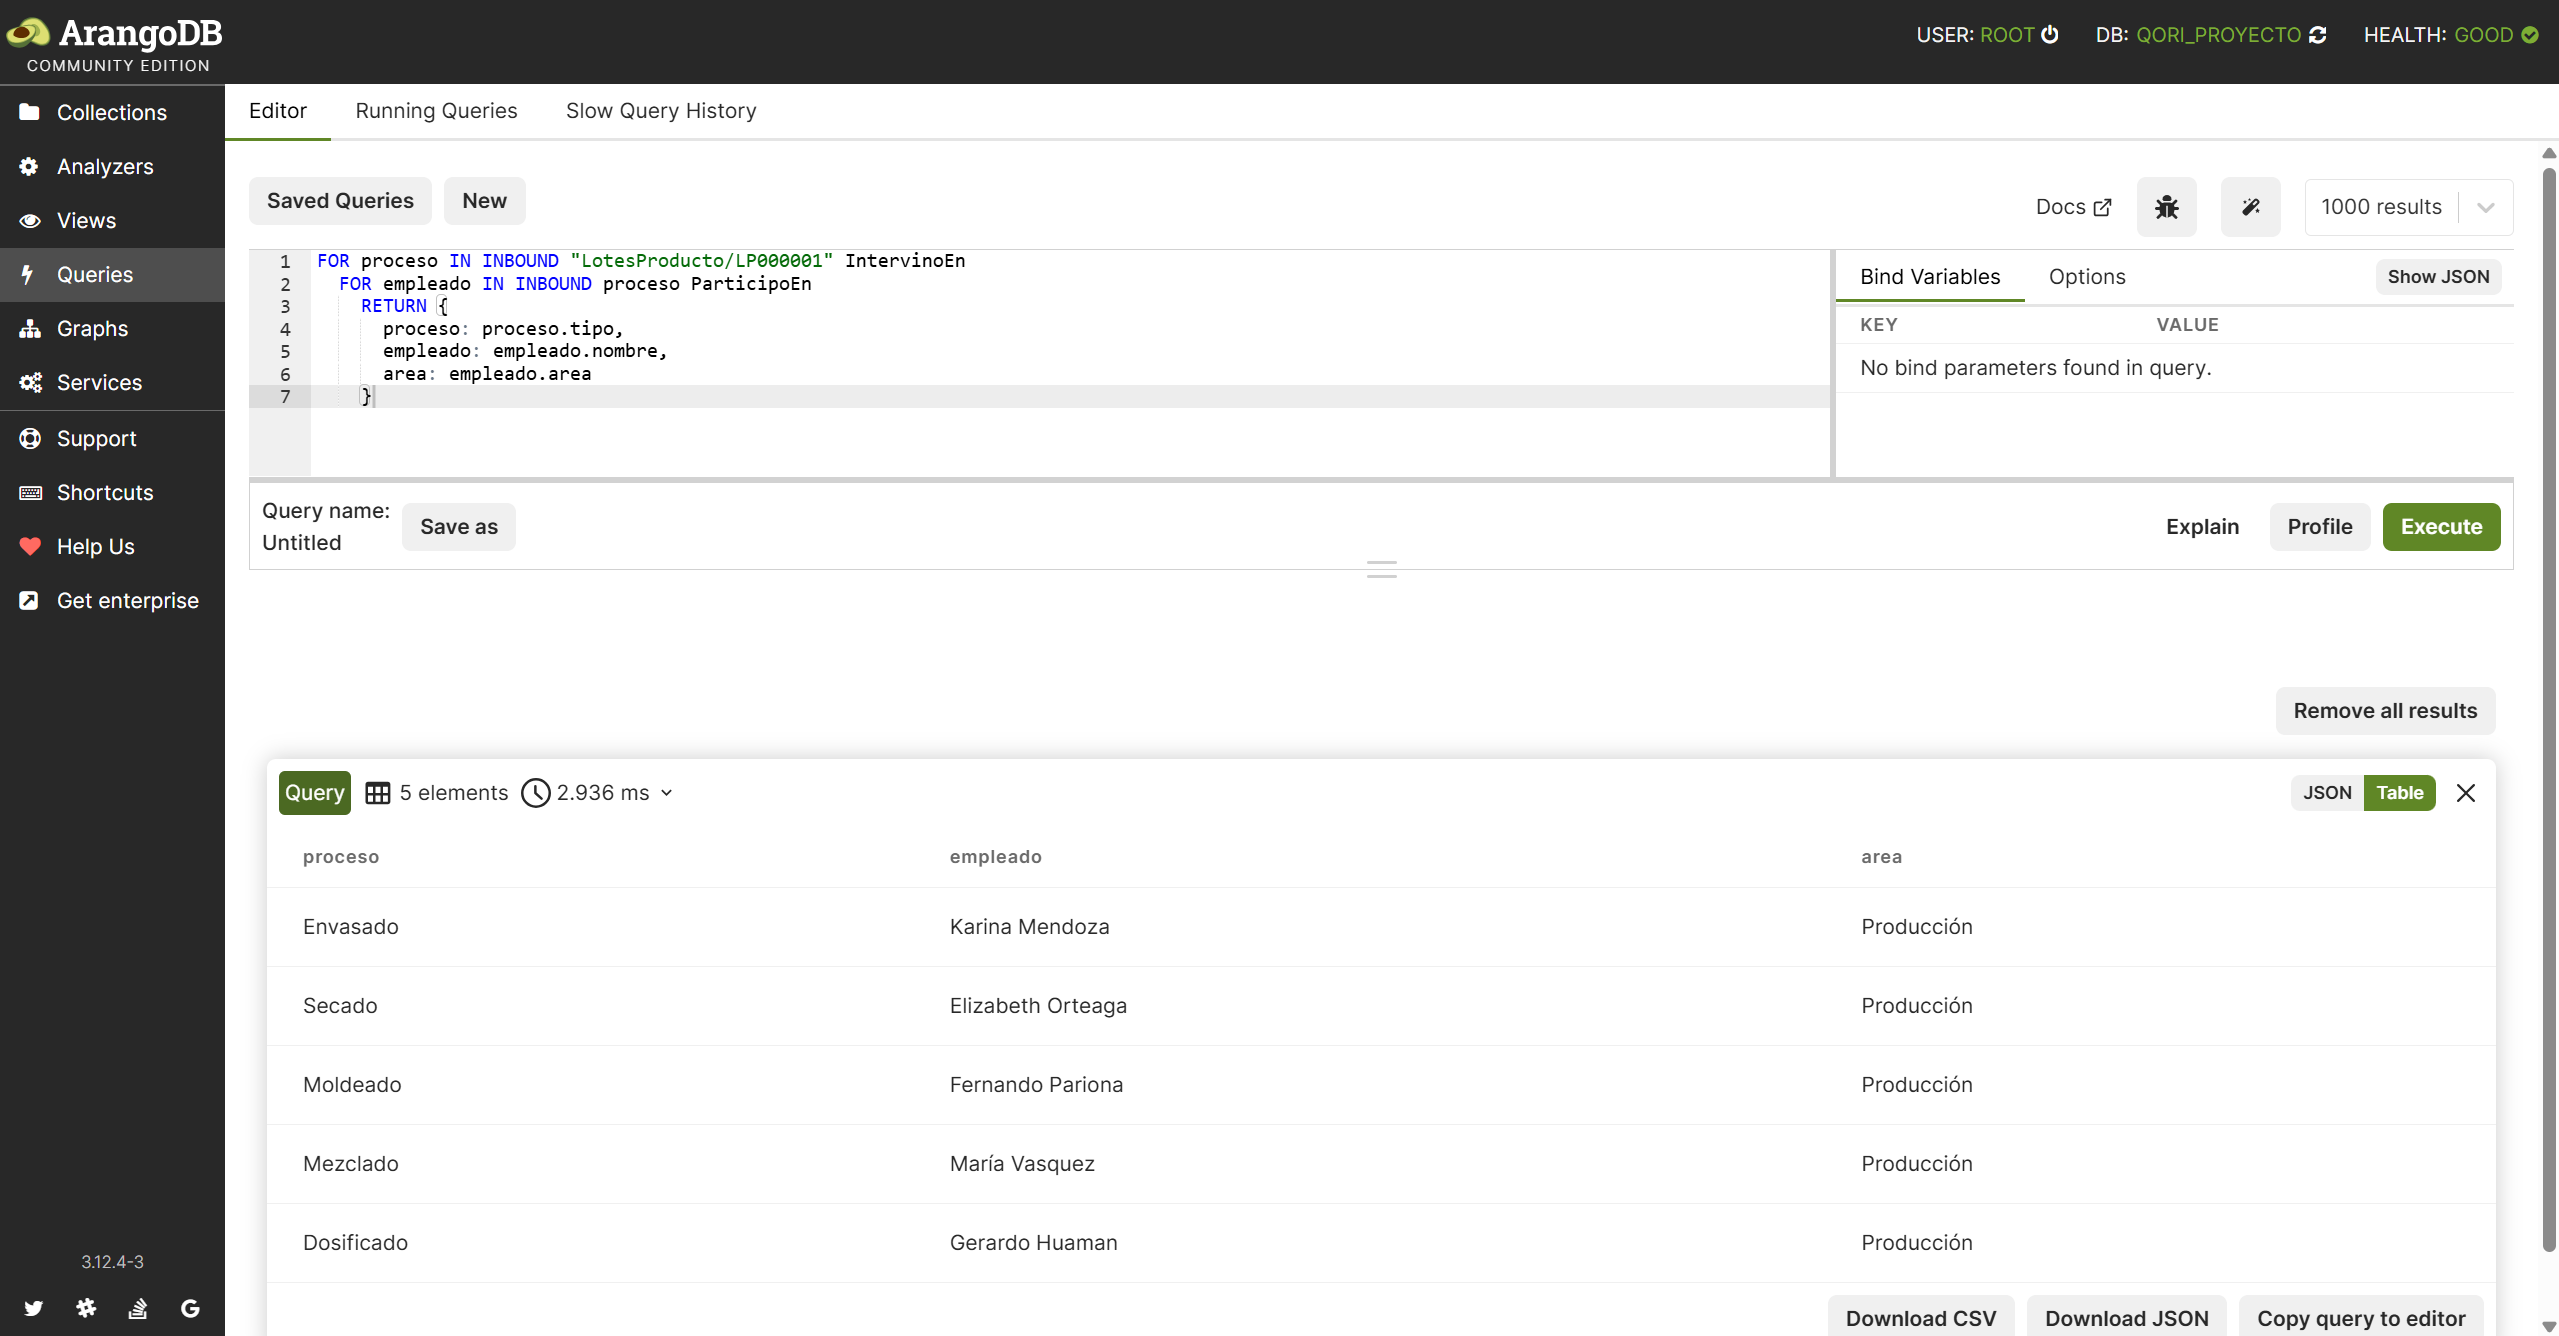 ArangoDB
COMMUNITY EDITION
USER: ROOT
DB: QORI_PROYECTO
HEALTH: GOOD
Collections
Analyzers
Views
Queries
Graphs
Services
Support
Shortcuts
Help Us
Get enterprise
3.12.4-3
Editor
Running Queries
Slow Query History
Saved Queries
New
Docs
1000 results
1 FOR proceso IN INBOUND "LotesProducto/LP000001" IntervinoEn
2 FOR empleado IN INBOUND proceso ParticipoEn
3 RETURN {
4 proceso: proceso.tipo,
5 empleado: empleado.nombre,
6 area: empleado.area
7 }
Bind Variables
Options
Show JSON
KEY VALUE
No bind parameters found in query.
Query name:
Untitled
Save as
Explain
Profile
Execute
Remove all results
Query 5 elements 2.936 ms
JSON Table
proceso empleado area
Envasado Karina Mendoza Producción
Secado Elizabeth Orteaga Producción
Moldeado Fernando Pariona Producción
Mezclado María Vasquez Producción
Dosificado Gerardo Huaman Producción
Download CSV
Download JSON
Copy query to editor